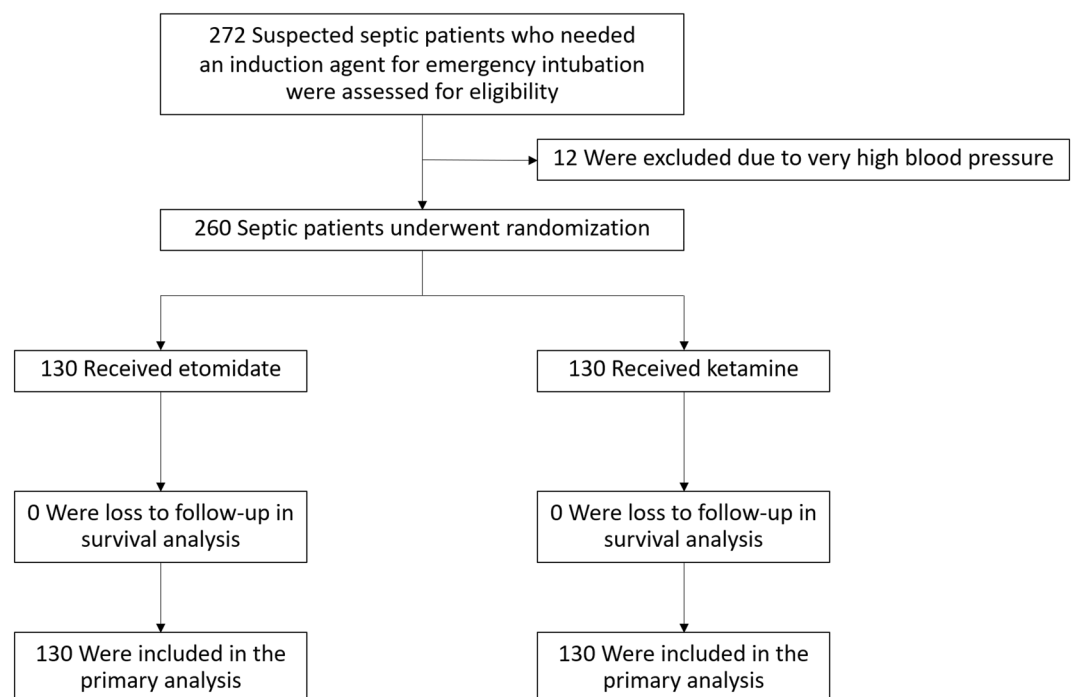 272 Suspected septic patients who needed
an induction agent for emergency intubation
were assessed for eligibility
12 Were excluded due to very high blood pressure
260 Septic patients underwent randomization
130 Received etomidate
130 Received ketamine
0 Were loss to follow-up in
survival analysis
0 Were loss to follow-up in
survival analysis
130 Were included in the
primary analysis
130 Were included in the
primary analysis